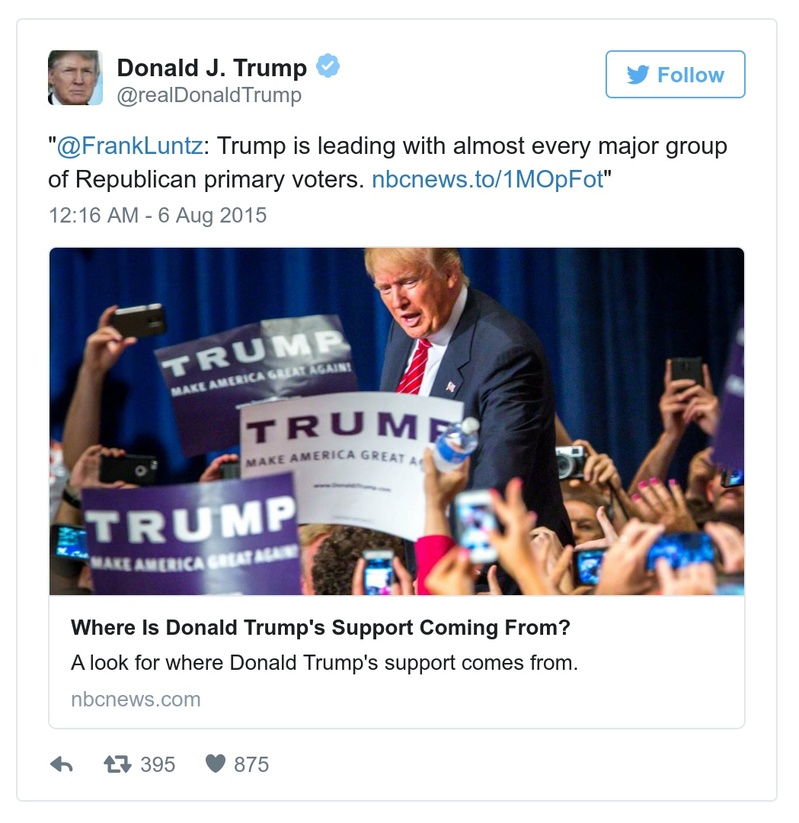 Donald J. Trump
@realDonaldTrump
Follow
"@FrankLuntz: Trump is leading with almost every major group
of Republican primary voters. nbcnews.to/1MOpFot"
12:16 AM - 6 Aug 2015
TRUMP
MAKE AMERICA GREAT AGAIN!
TRUMP
MAKE AMERICA GREAT
www.DonaldTrump.com
TRUMP
MAKE AMERICA GREAT AGAIN!
Where Is Donald Trump's Support Coming From?
A look for where Donald Trump's support comes from.
nbcnews.com
395
875